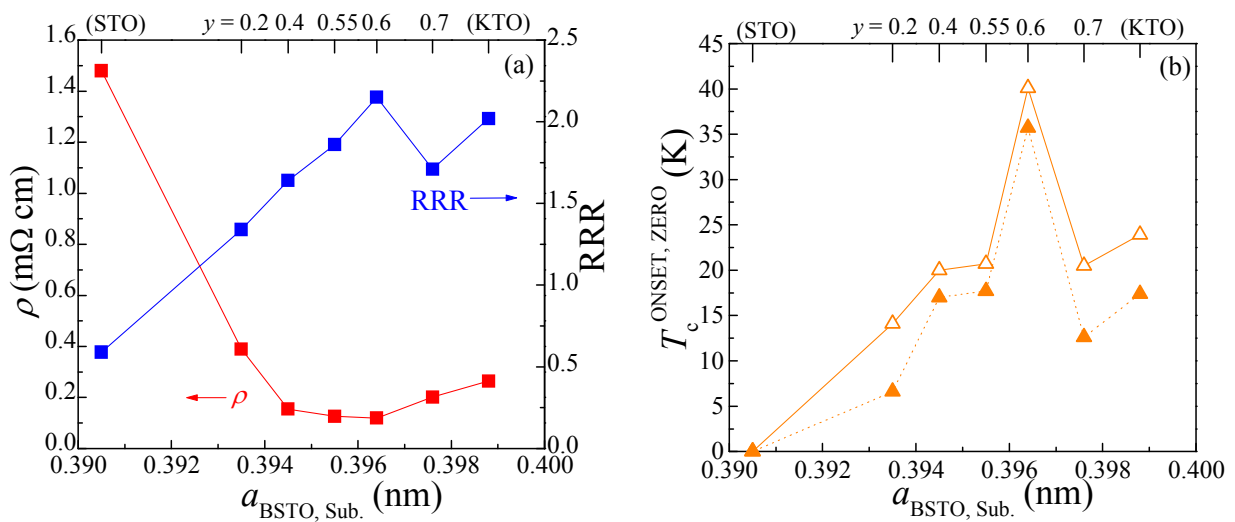 (STO) y = 0.2 0.4 0.55 0.6 0.7 (KTO)
1.6 1.4 1.2 1.0 0.8 0.6 0.4 0.2 0.0
ρ (mΩ cm)
(a)
RRR
ρ
2.5 2.0 1.5 1.0 0.5 0.0
RRR
0.390 0.392 0.394 0.396 0.398 0.400
a BSTO, Sub. (nm)
(STO) y = 0.2 0.4 0.55 0.6 0.7 (KTO)
45 40 35 30 25 20 15 10 5 0
Tc ONSET, ZERO (K)
(b)
0.390 0.392 0.394 0.396 0.398 0.400
a BSTO, Sub. (nm)